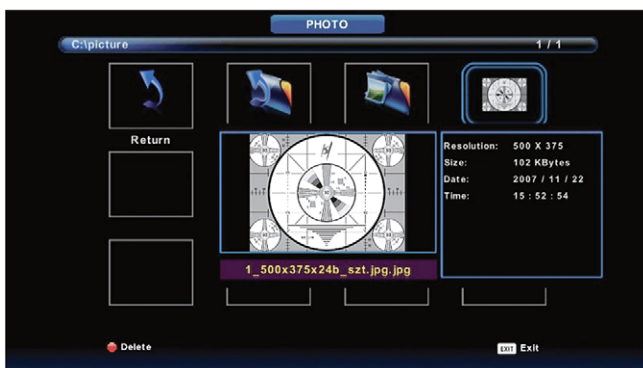 PHOTO
C:\picture
1 / 1
Return
Resolution: 500 X 375
Size: 102 KBytes
Date: 2007 / 11 / 22
Time: 15 : 52 : 54
1_500x375x24b_szt.jpg.jpg
Delete
EXIT Exit